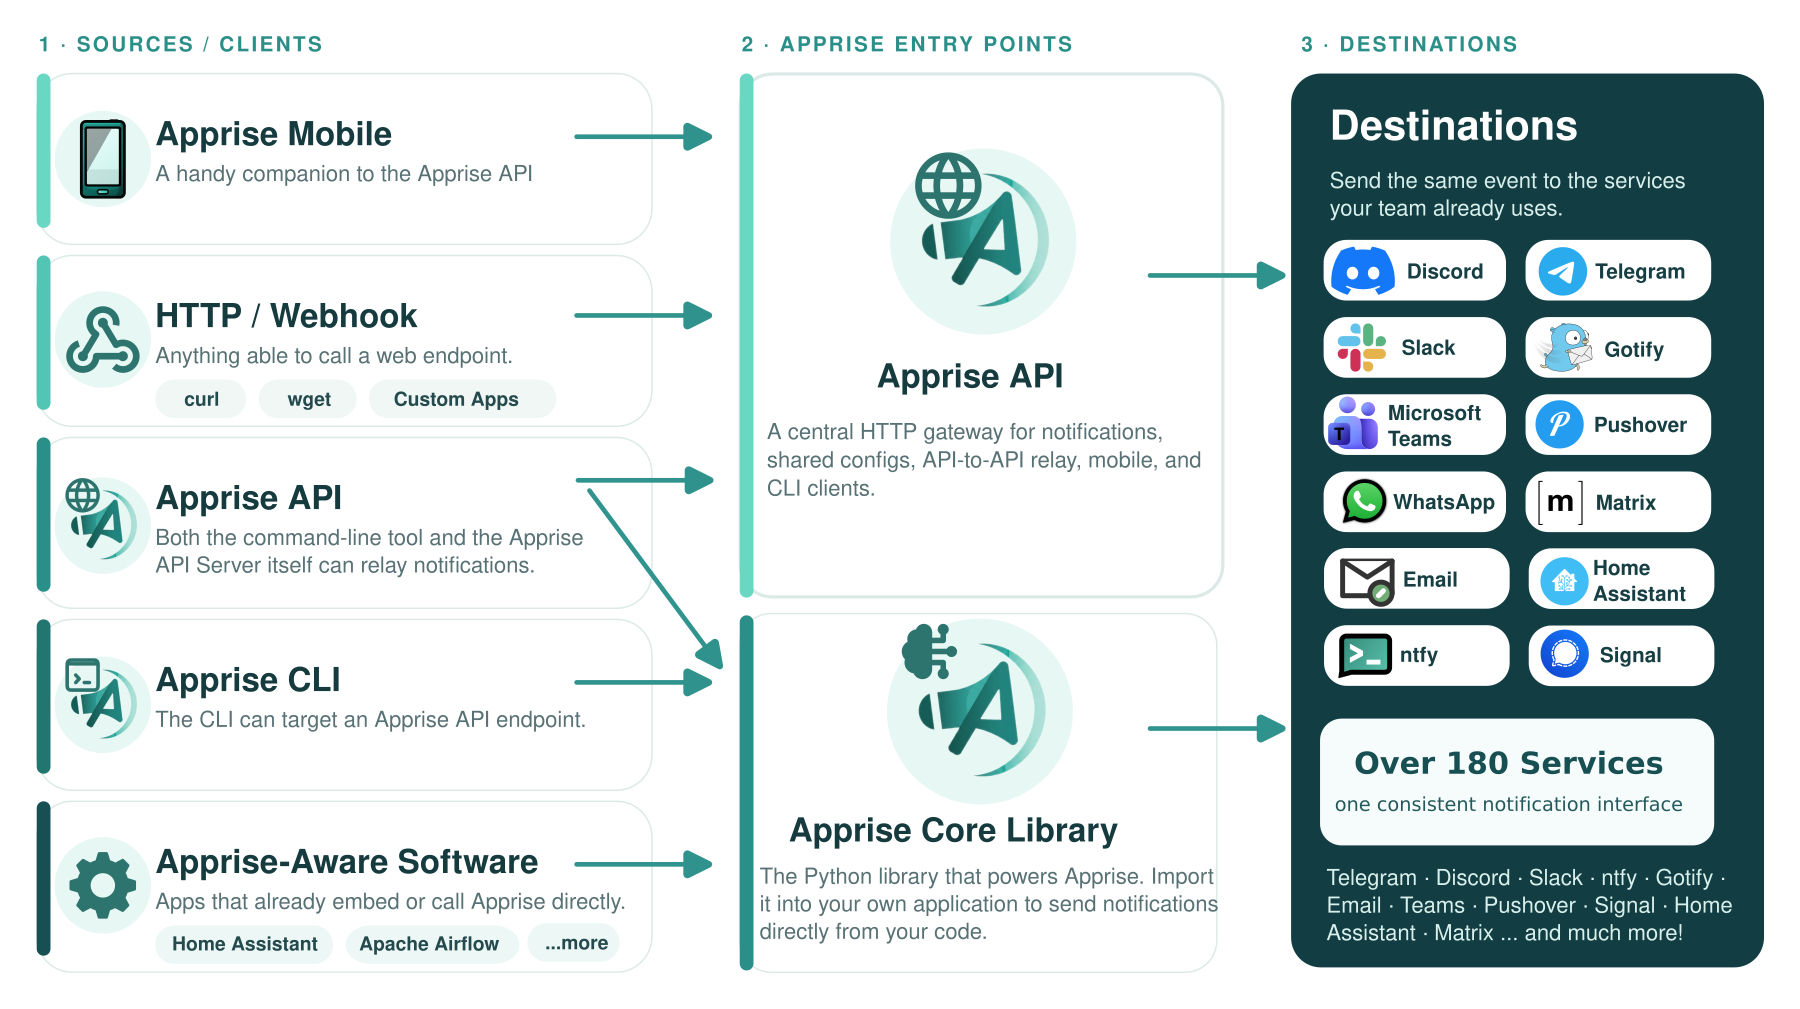 1 · SOURCES / CLIENTS
Apprise Mobile
A handy companion to the Apprise API
HTTP / Webhook
Anything able to call a web endpoint.
curl
wget
Custom Apps
Apprise API
Both the command-line tool and the Apprise
API Server itself can relay notifications.
Apprise CLI
The CLI can target an Apprise API endpoint.
Apprise-Aware Software
Apps that already embed or call Apprise directly.
Home Assistant
Apache Airflow
...more
2 · APPRISE ENTRY POINTS
Apprise API
A central HTTP gateway for notifications,
shared configs, API-to-API relay, mobile, and
CLI clients.
Apprise Core Library
The Python library that powers Apprise. Import
it into your own application to send notifications
directly from your code.
3 · DESTINATIONS
Destinations
Send the same event to the services
your team already uses.
Discord
Telegram
Slack
Gotify
T
Microsoft
Teams
P
Pushover
WhatsApp
[m]
Matrix
Email
Home
Assistant
>_
ntfy
Signal
Over 180 Services
one consistent notification interface
Telegram · Discord · Slack · ntfy · Gotify ·
Email · Teams · Pushover · Signal · Home
Assistant · Matrix ... and much more!